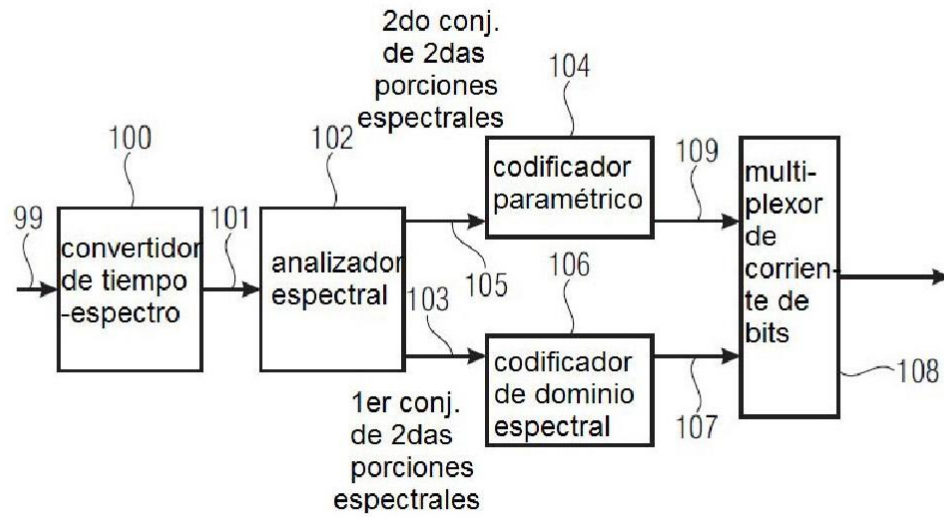 2do conj.
de 2das
porciones
espectrales
104
100
102
codificador
paramétrico
109
multi-
plexor
de
corrien-
te de
bits
99
convertidor
de tiempo
-espectro
101
analizador
espectral
105
103
106
codificador
de dominio
espectral
107
108
1er conj.
de 2das
porciones
espectrales